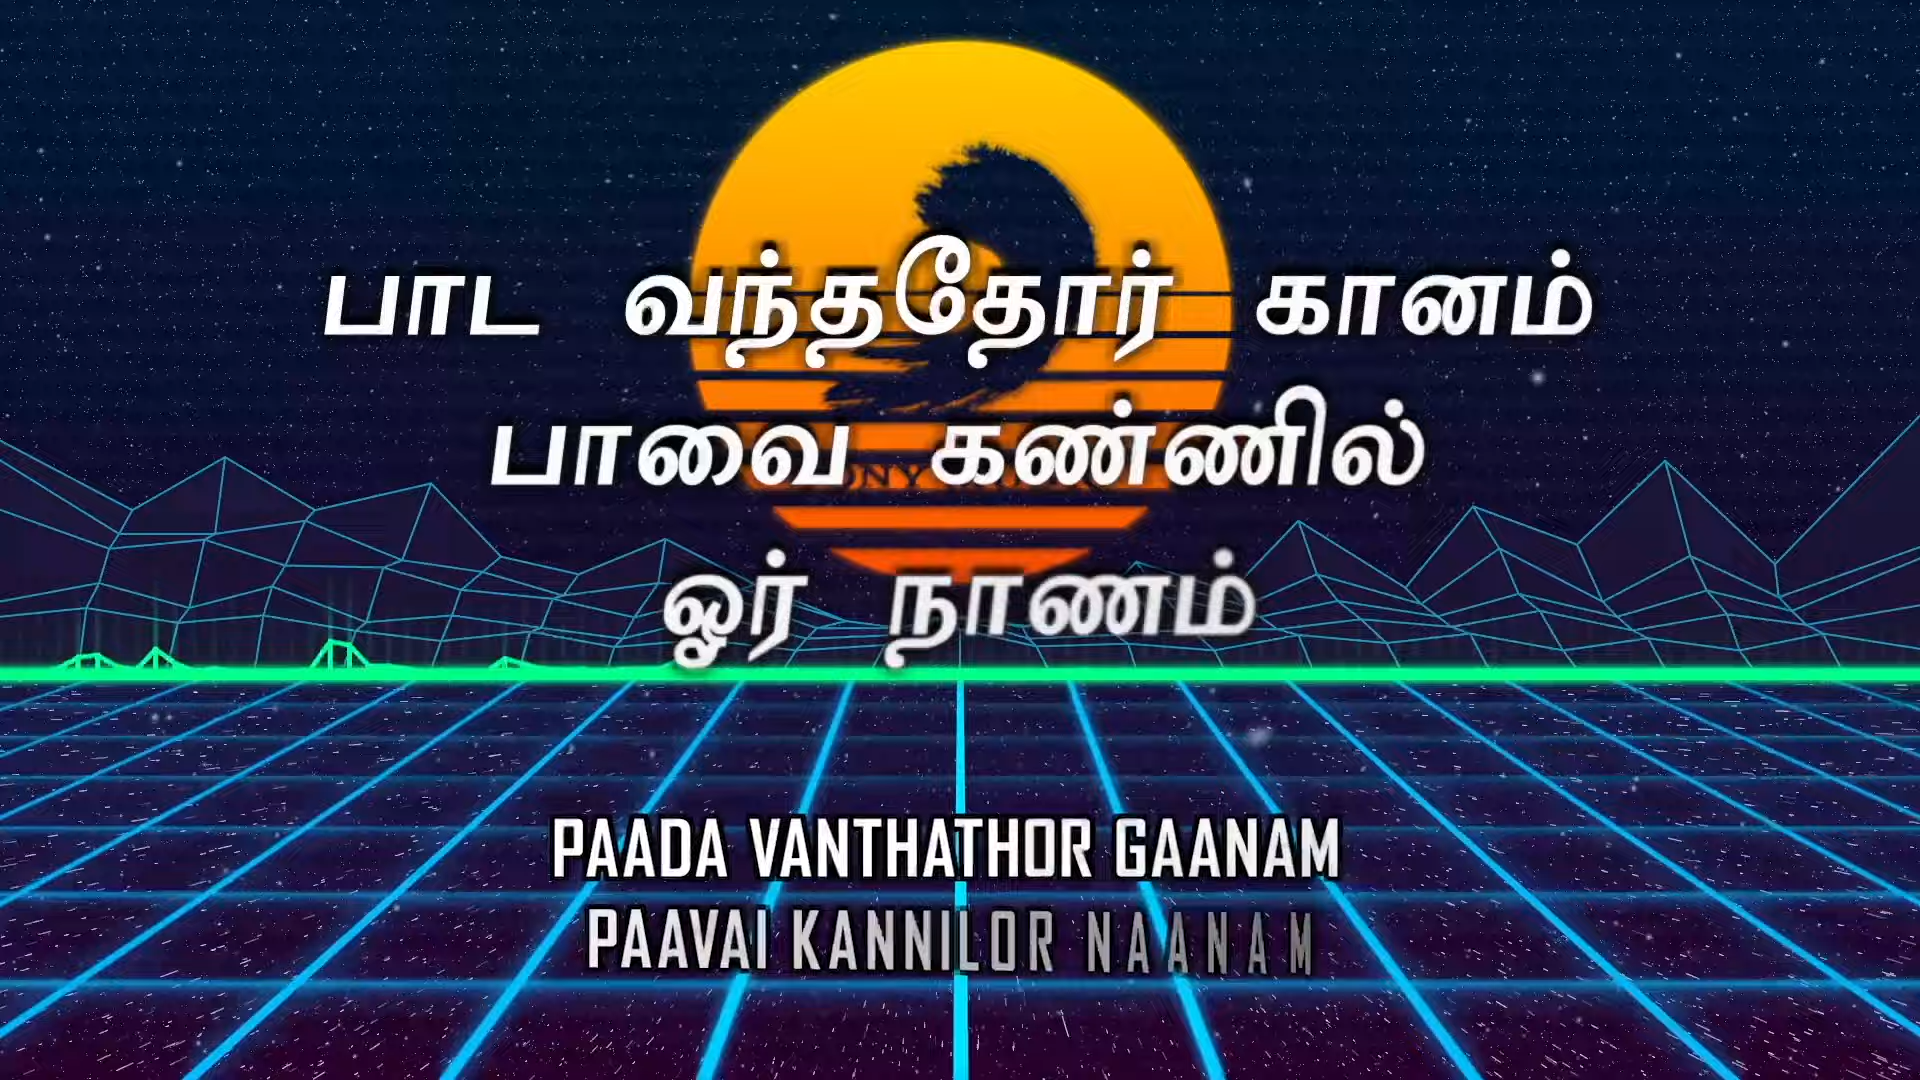 பாட வந்ததோர் கானம்
பாவை கண்ணில்
ஓர் நாணம்
PAADA VANTHATHOR GAANAM
PAAVAI KANNILOR NAANAM